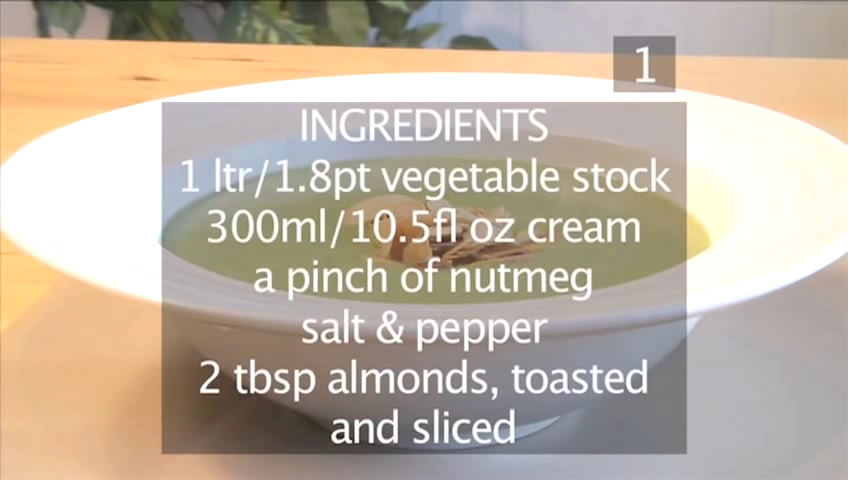 1
INGREDIENTS
1 ltr/1.8pt vegetable stock
300ml/10.5fl oz cream
a pinch of nutmeg
salt & pepper
2 tbsp almonds, toasted
and sliced